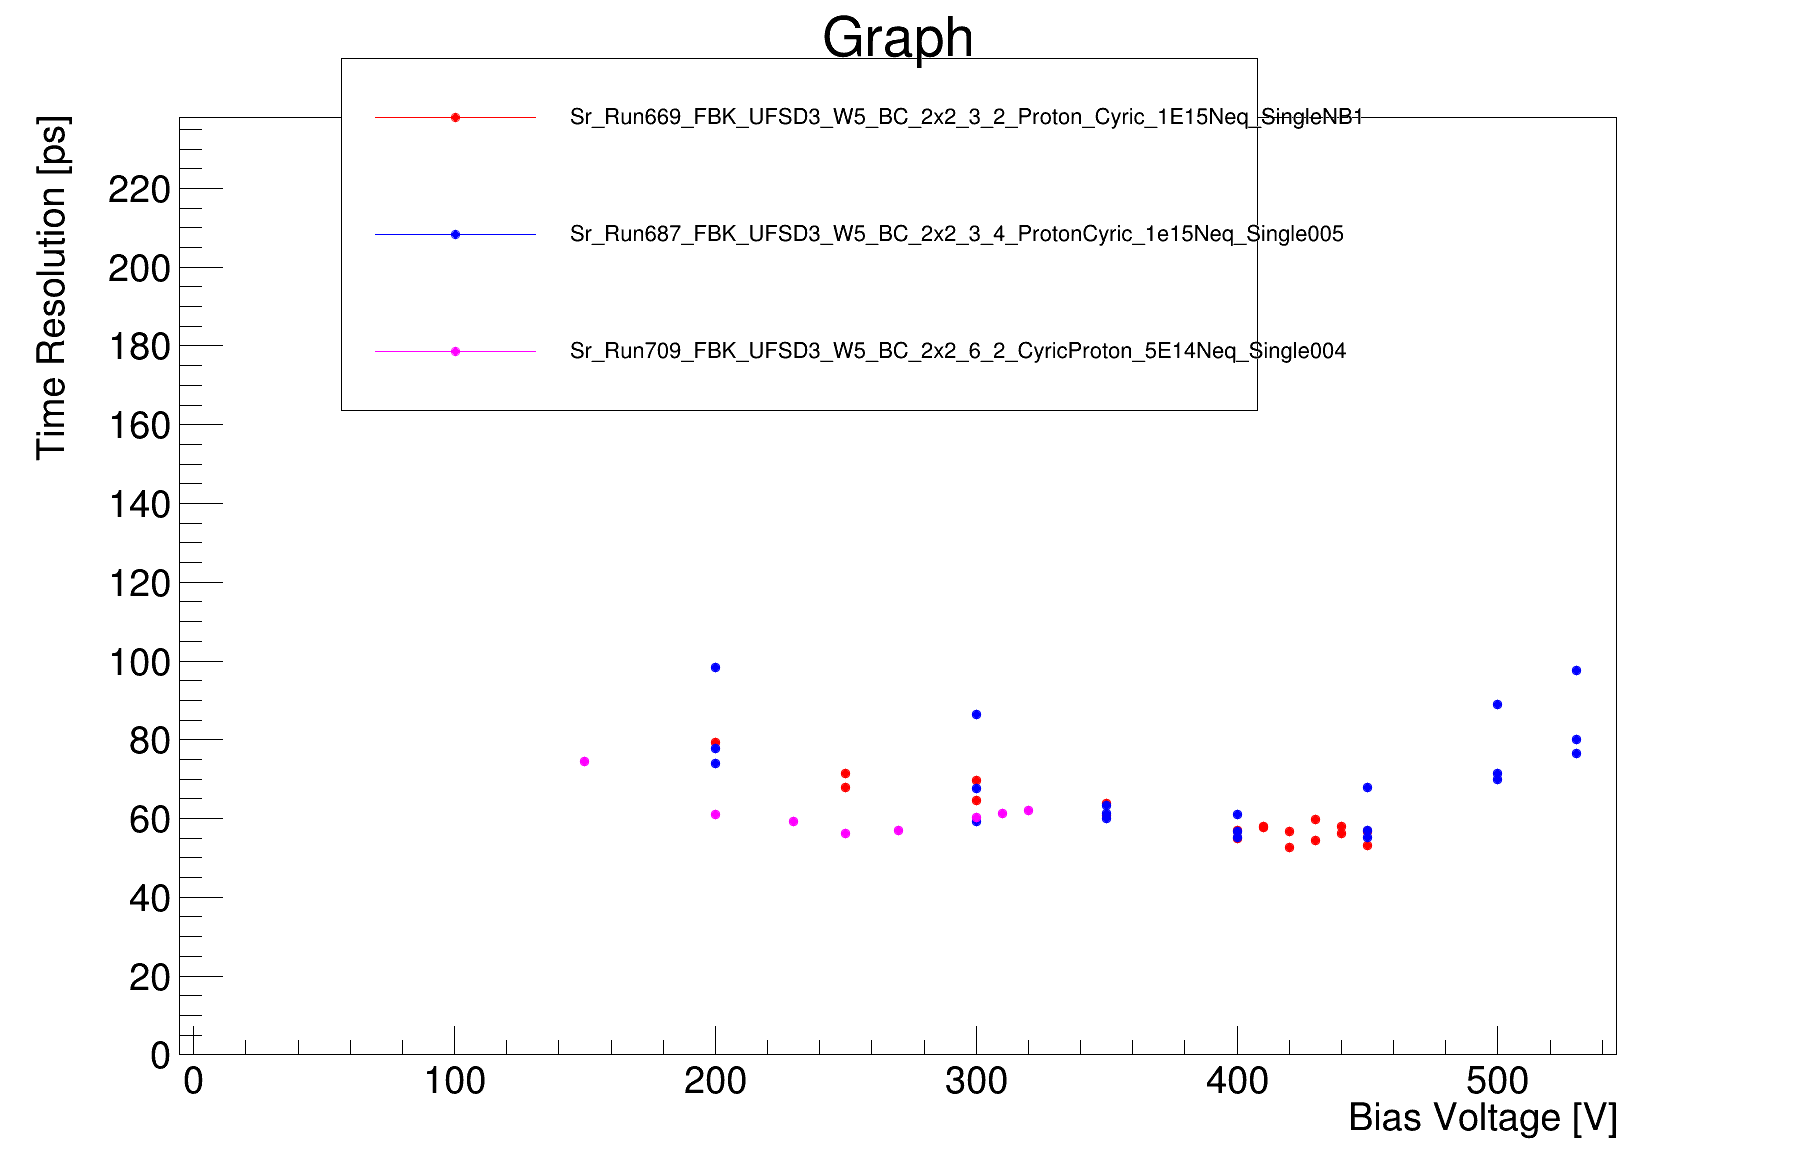 Graph
Sr_Run669_FBK_UFSD3_W5_BC_2x2_3_2_Proton_Cyric_1E15Neq_SingleNB1
Sr_Run687_FBK_UFSD3_W5_BC_2x2_3_4_ProtonCyric_1e15Neq_Single005
Sr_Run709_FBK_UFSD3_W5_BC_2x2_6_2_CyricProton_5E14Neq_Single004
Time Resolution [ps]
220
200
180
160
140
120
100
80
60
40
20
0
0 100 200 300 400 500
Bias Voltage [V]